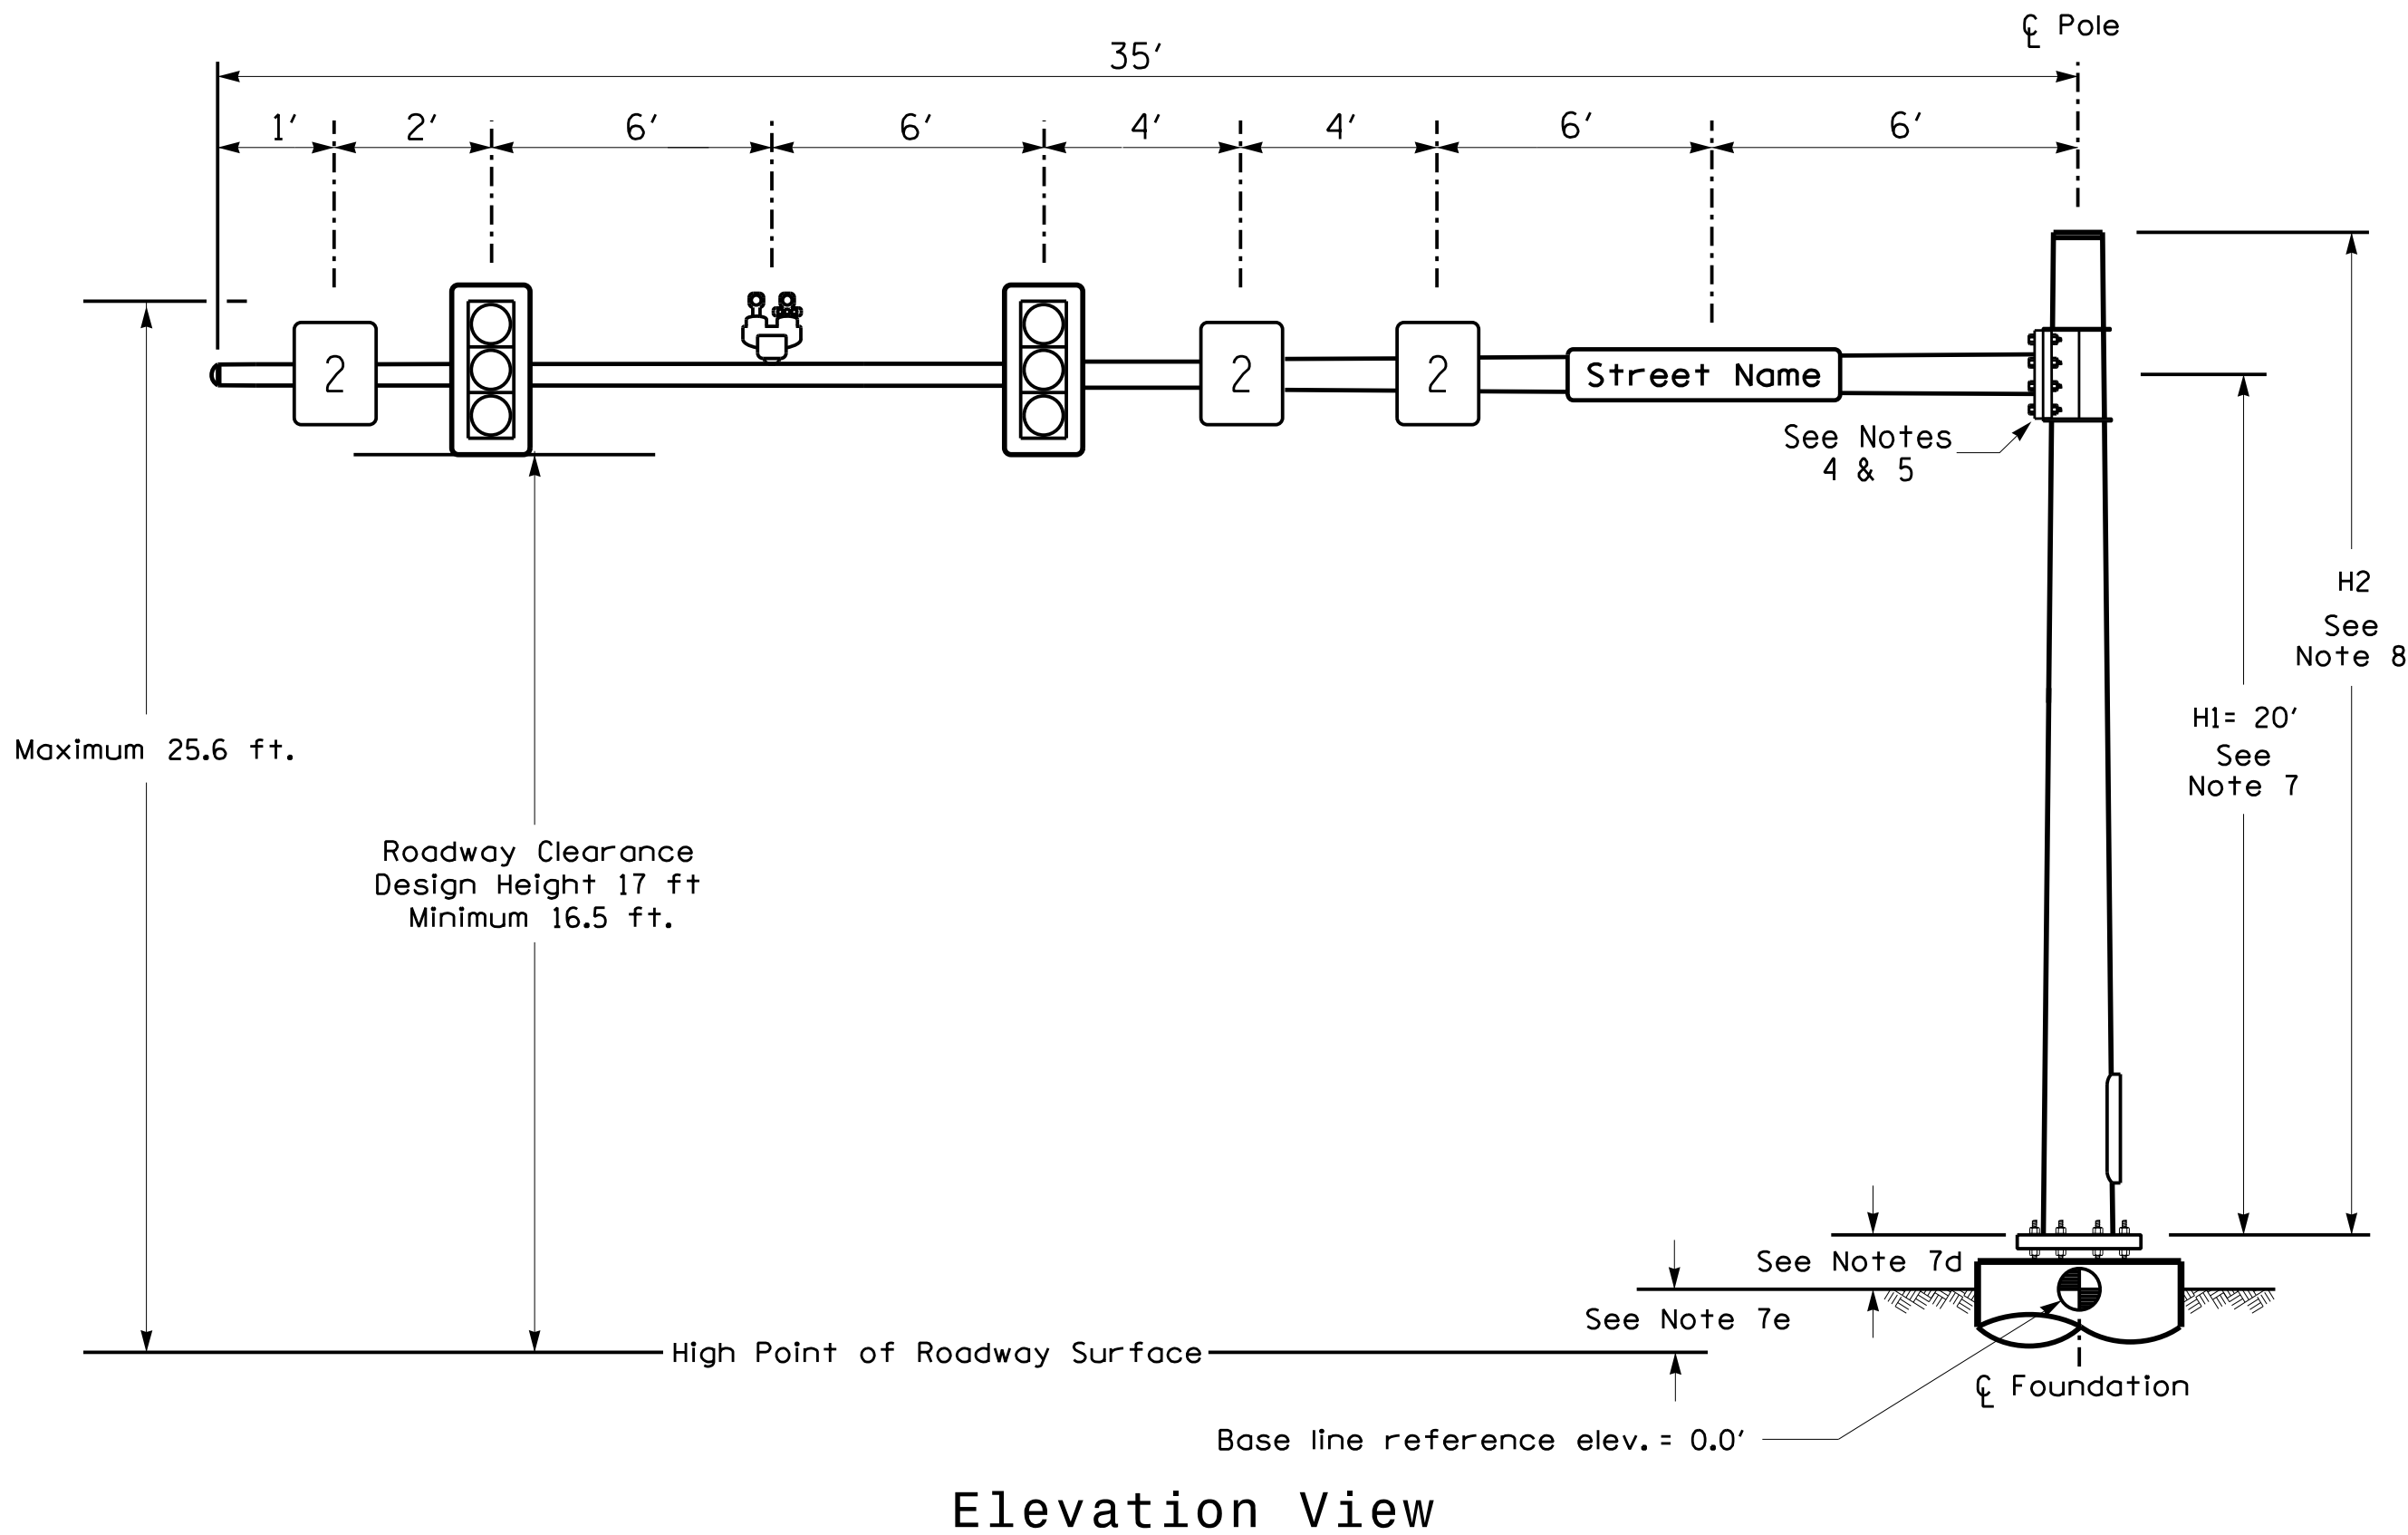 ℄ Pole
35'
1' 2' 6' 6' 4' 4' 6' 6'
2
2
2
Street Name
See Notes
4 & 5
H2
See
Note 8
H1= 20'
See
Note 7
Maximum 25.6 ft.
Roadway Clearance
Design Height 17 ft
Minimum 16.5 ft.
See Note 7d
See Note 7e
High Point of Roadway Surface
℄ Foundation
Base line reference elev. = 0.0'
Elevation View